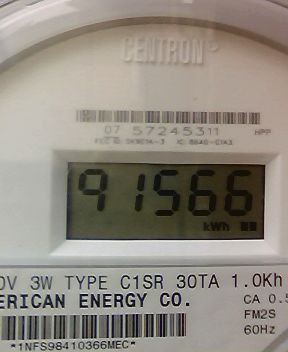 CENTRON®
07 57245311 HPP
91566
kWh
0V 3W TYPE C1SR 30TA 1.0Kh
ERICAN ENERGY CO.
CA 0.5
FM2S
60Hz
*1NFS98410366MEC*